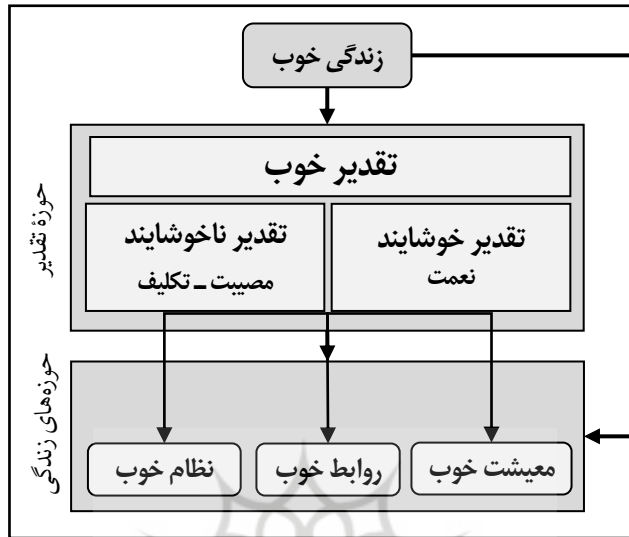 زندگی خوب
حوزهٔ تقدیر
تقدیر خوب
تقدیر خوشایند
نعمت
تقدیر ناخوشایند
مصیبت ـ تکلیف
حوزه‌های زندگی
معیشت خوب
روابط خوب
نظام خوب